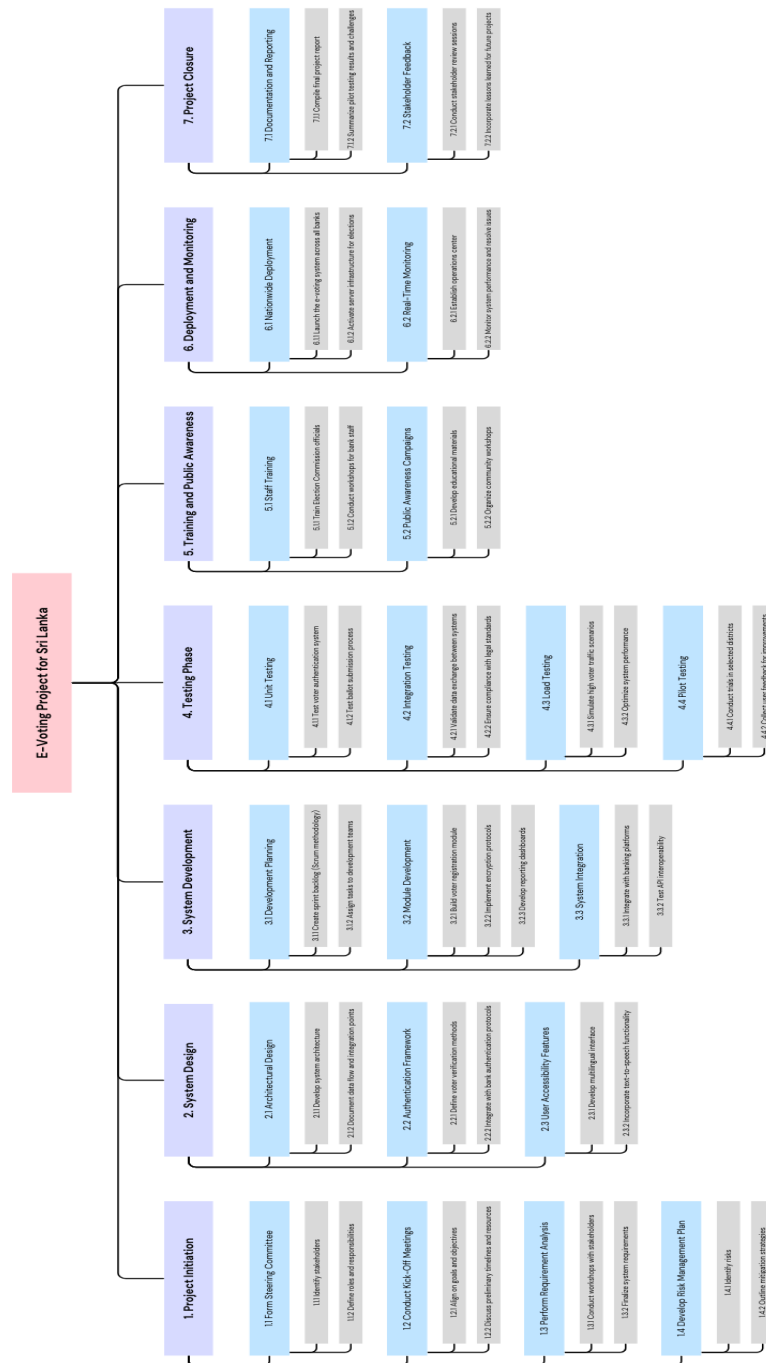 E-Voting Project for Sri Lanka
1. Project Initiation
1.1 Form Steering Committee
1.1.1 Identify stakeholders
1.1.2 Define roles and responsibilities
1.2 Conduct Kick-Off Meetings
1.2.1 Align on goals and objectives
1.2.2 Discuss preliminary timelines and resources
1.3 Perform Requirement Analysis
1.3.1 Conduct workshops with stakeholders
1.3.2 Finalize system requirements
1.4 Develop Risk Management Plan
1.4.1 Identify risks
1.4.2 Outline mitigation strategies
2. System Design
2.1 Architectural Design
2.1.1 Develop system architecture
2.1.2 Document data flow and integration points
2.2 Authentication Framework
2.2.1 Define voter verification methods
2.2.2 Integrate with bank authentication protocols
2.3 User Accessibility Features
2.3.1 Develop multilingual interface
2.3.2 Incorporate text-to-speech functionality
3. System Development
3.1 Development Planning
3.1.1 Create sprint backlog (Scrum methodology)
3.1.2 Assign tasks to development teams
3.2 Module Development
3.2.1 Build voter registration module
3.2.2 Implement encryption protocols
3.2.3 Develop reporting dashboards
3.3 System Integration
3.3.1 Integrate with banking platforms
3.3.2 Test API interoperability
4. Testing Phase
4.1 Unit Testing
4.1.1 Test voter authentication system
4.1.2 Test ballot submission process
4.2 Integration Testing
4.2.1 Validate data exchange between systems
4.2.2 Ensure compliance with legal standards
4.3 Load Testing
4.3.1 Simulate high voter traffic scenarios
4.3.2 Optimize system performance
4.4 Pilot Testing
4.4.1 Conduct trials in selected districts
4.4.2 Collect user feedback for improvements
5. Training and Public Awareness
5.1 Staff Training
5.1.1 Train Election Commission officials
5.1.2 Conduct workshops for bank staff
5.2 Public Awareness Campaigns
5.2.1 Develop educational materials
5.2.2 Organize community workshops
6. Deployment and Monitoring
6.1 Nationwide Deployment
6.1.1 Launch the e-voting system across all banks
6.1.2 Activate server infrastructure for elections
6.2 Real-Time Monitoring
6.2.1 Establish operations center
6.2.2 Monitor system performance and resolve issues
7. Project Closure
7.1 Documentation and Reporting
7.1.1 Compile final project report
7.1.2 Summarize pilot testing results and challenges
7.2 Stakeholder Feedback
7.2.1 Conduct stakeholder review sessions
7.2.2 Incorporate lessons learned for future projects